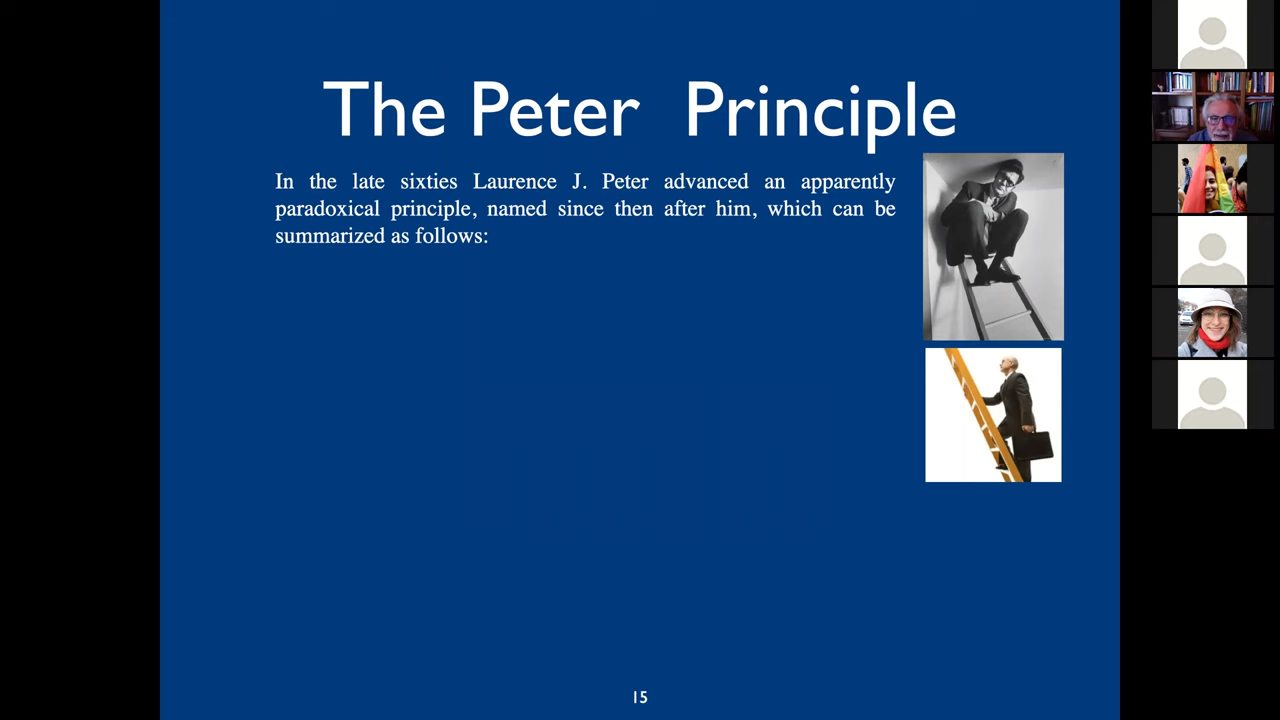 The Peter Principle
In the late sixties Laurence J. Peter advanced an apparently
paradoxical principle, named since then after him, which can be
summarized as follows:
15